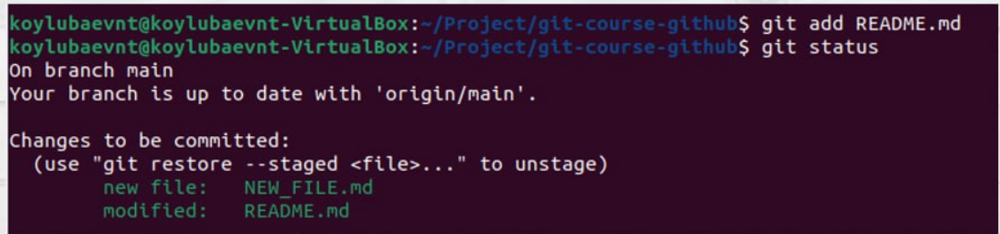 koylubaevnt@koylubaevnt-VirtualBox:~/Project/git-course-github$ git add README.md
koylubaevnt@koylubaevnt-VirtualBox:~/Project/git-course-github$ git status
On branch main
Your branch is up to date with 'origin/main'.
Changes to be committed:
(use "git restore --staged <file>..." to unstage)
new file:   NEW_FILE.md
modified:   README.md